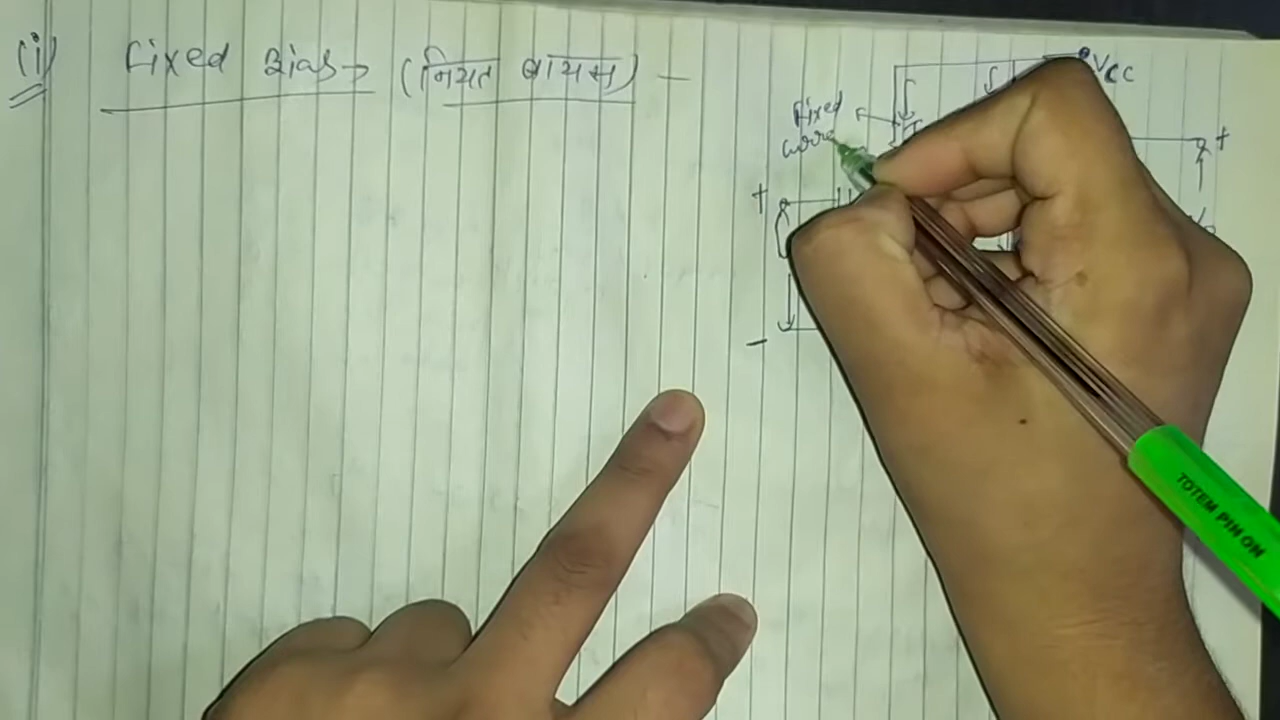 (i) Fixed Bias → (नियत बायस) —
VCC
Fixed
+
+
-
TOTEM PIN ON